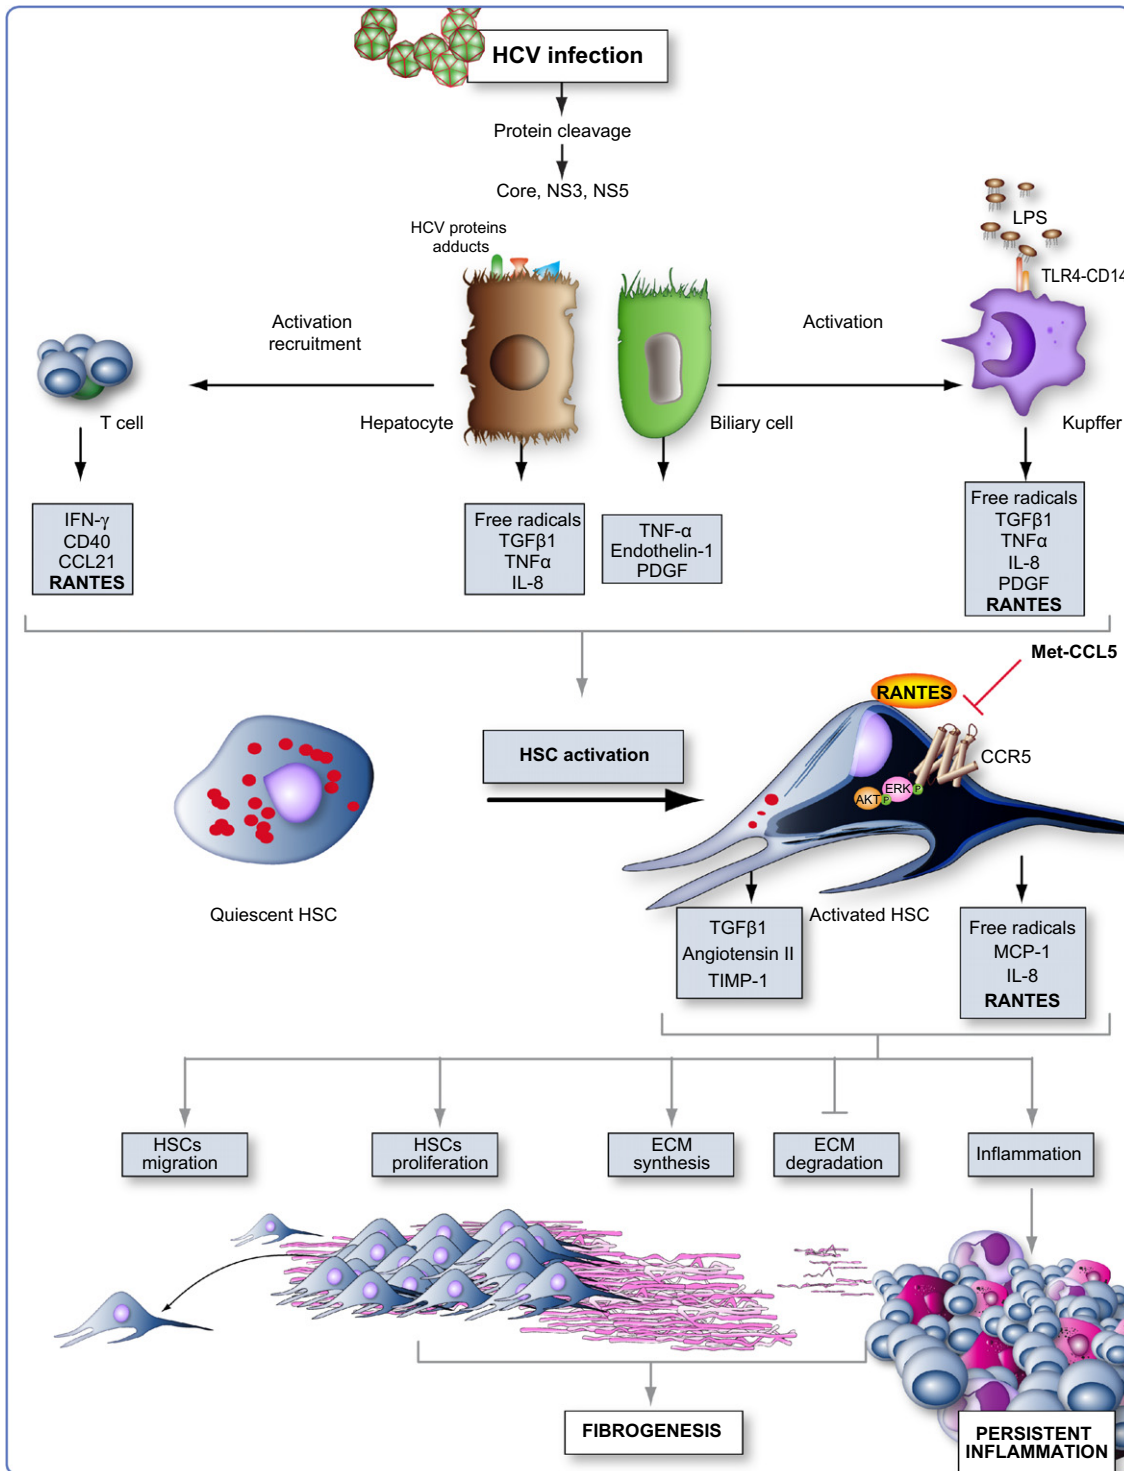 HCV infection
Protein cleavage
Core, NS3, NS5
HCV proteins
adducts
LPS
TLR4-CD14
Activation
recruitment
Activation
T cell
Hepatocyte
Biliary cell
Kupffer
IFN-γ
CD40
CCL21
RANTES
Free radicals
TGFβ1
TNFα
IL-8
TNF-α
Endothelin-1
PDGF
Free radicals
TGFβ1
TNFα
IL-8
PDGF
RANTES
Met-CCL5
RANTES
HSC activation
CCR5
AKT
P
ERK
P
Quiescent HSC
Activated HSC
TGFβ1
Angiotensin II
TIMP-1
Free radicals
MCP-1
IL-8
RANTES
HSCs
migration
HSCs
proliferation
ECM
synthesis
ECM
degradation
Inflammation
FIBROGENESIS
PERSISTENT
INFLAMMATION